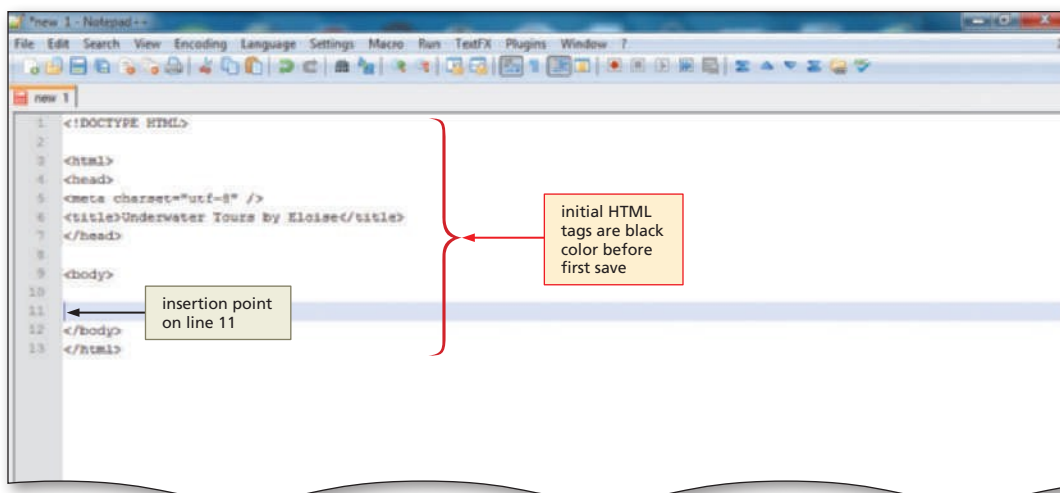 *new 1 - Notepad++
File Edit Search View Encoding Language Settings Macro Run TextFX Plugins Window ?
new 1
1 <!DOCTYPE HTML>
2
3 <html>
4 <head>
5 <meta charset="utf-8" />
6 <title>Underwater Tours by Eloise</title>
7 </head>
8
9 <body>
10
11
12 </body>
13 </html>
initial HTML
tags are black
color before
first save
insertion point
on line 11